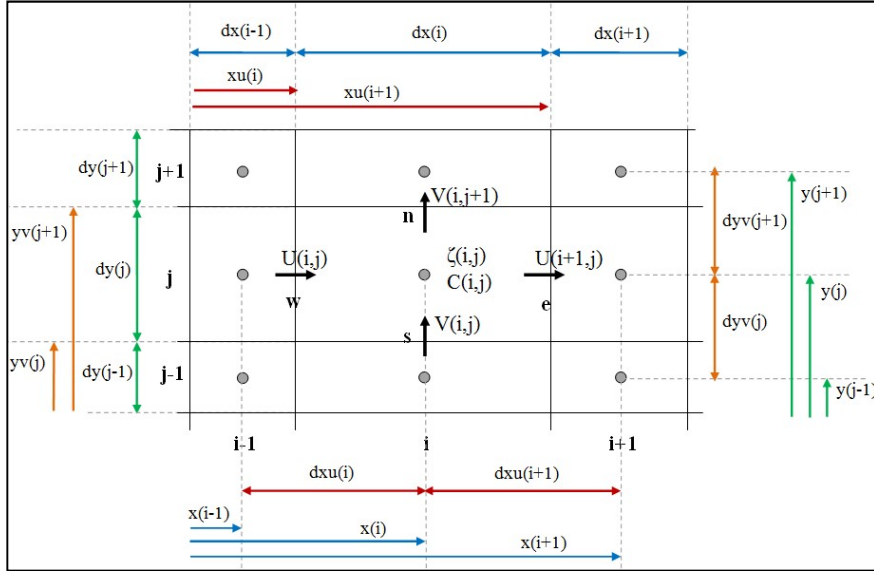 dx(i-1)
dx(i)
dx(i+1)
xu(i)
xu(i+1)
dy(j+1)
j+1
V(i,j+1)
n
y(j+1)
dyv(j+1)
yv(j+1)
dy(j)
j
U(i,j)
w
ζ(i,j)
C(i,j)
U(i+1,j)
e
y(j)
V(i,j)
s
dyv(j)
yv(j)
dy(j-1)
j-1
y(j-1)
i-1
i
i+1
dxu(i)
dxu(i+1)
x(i-1)
x(i)
x(i+1)